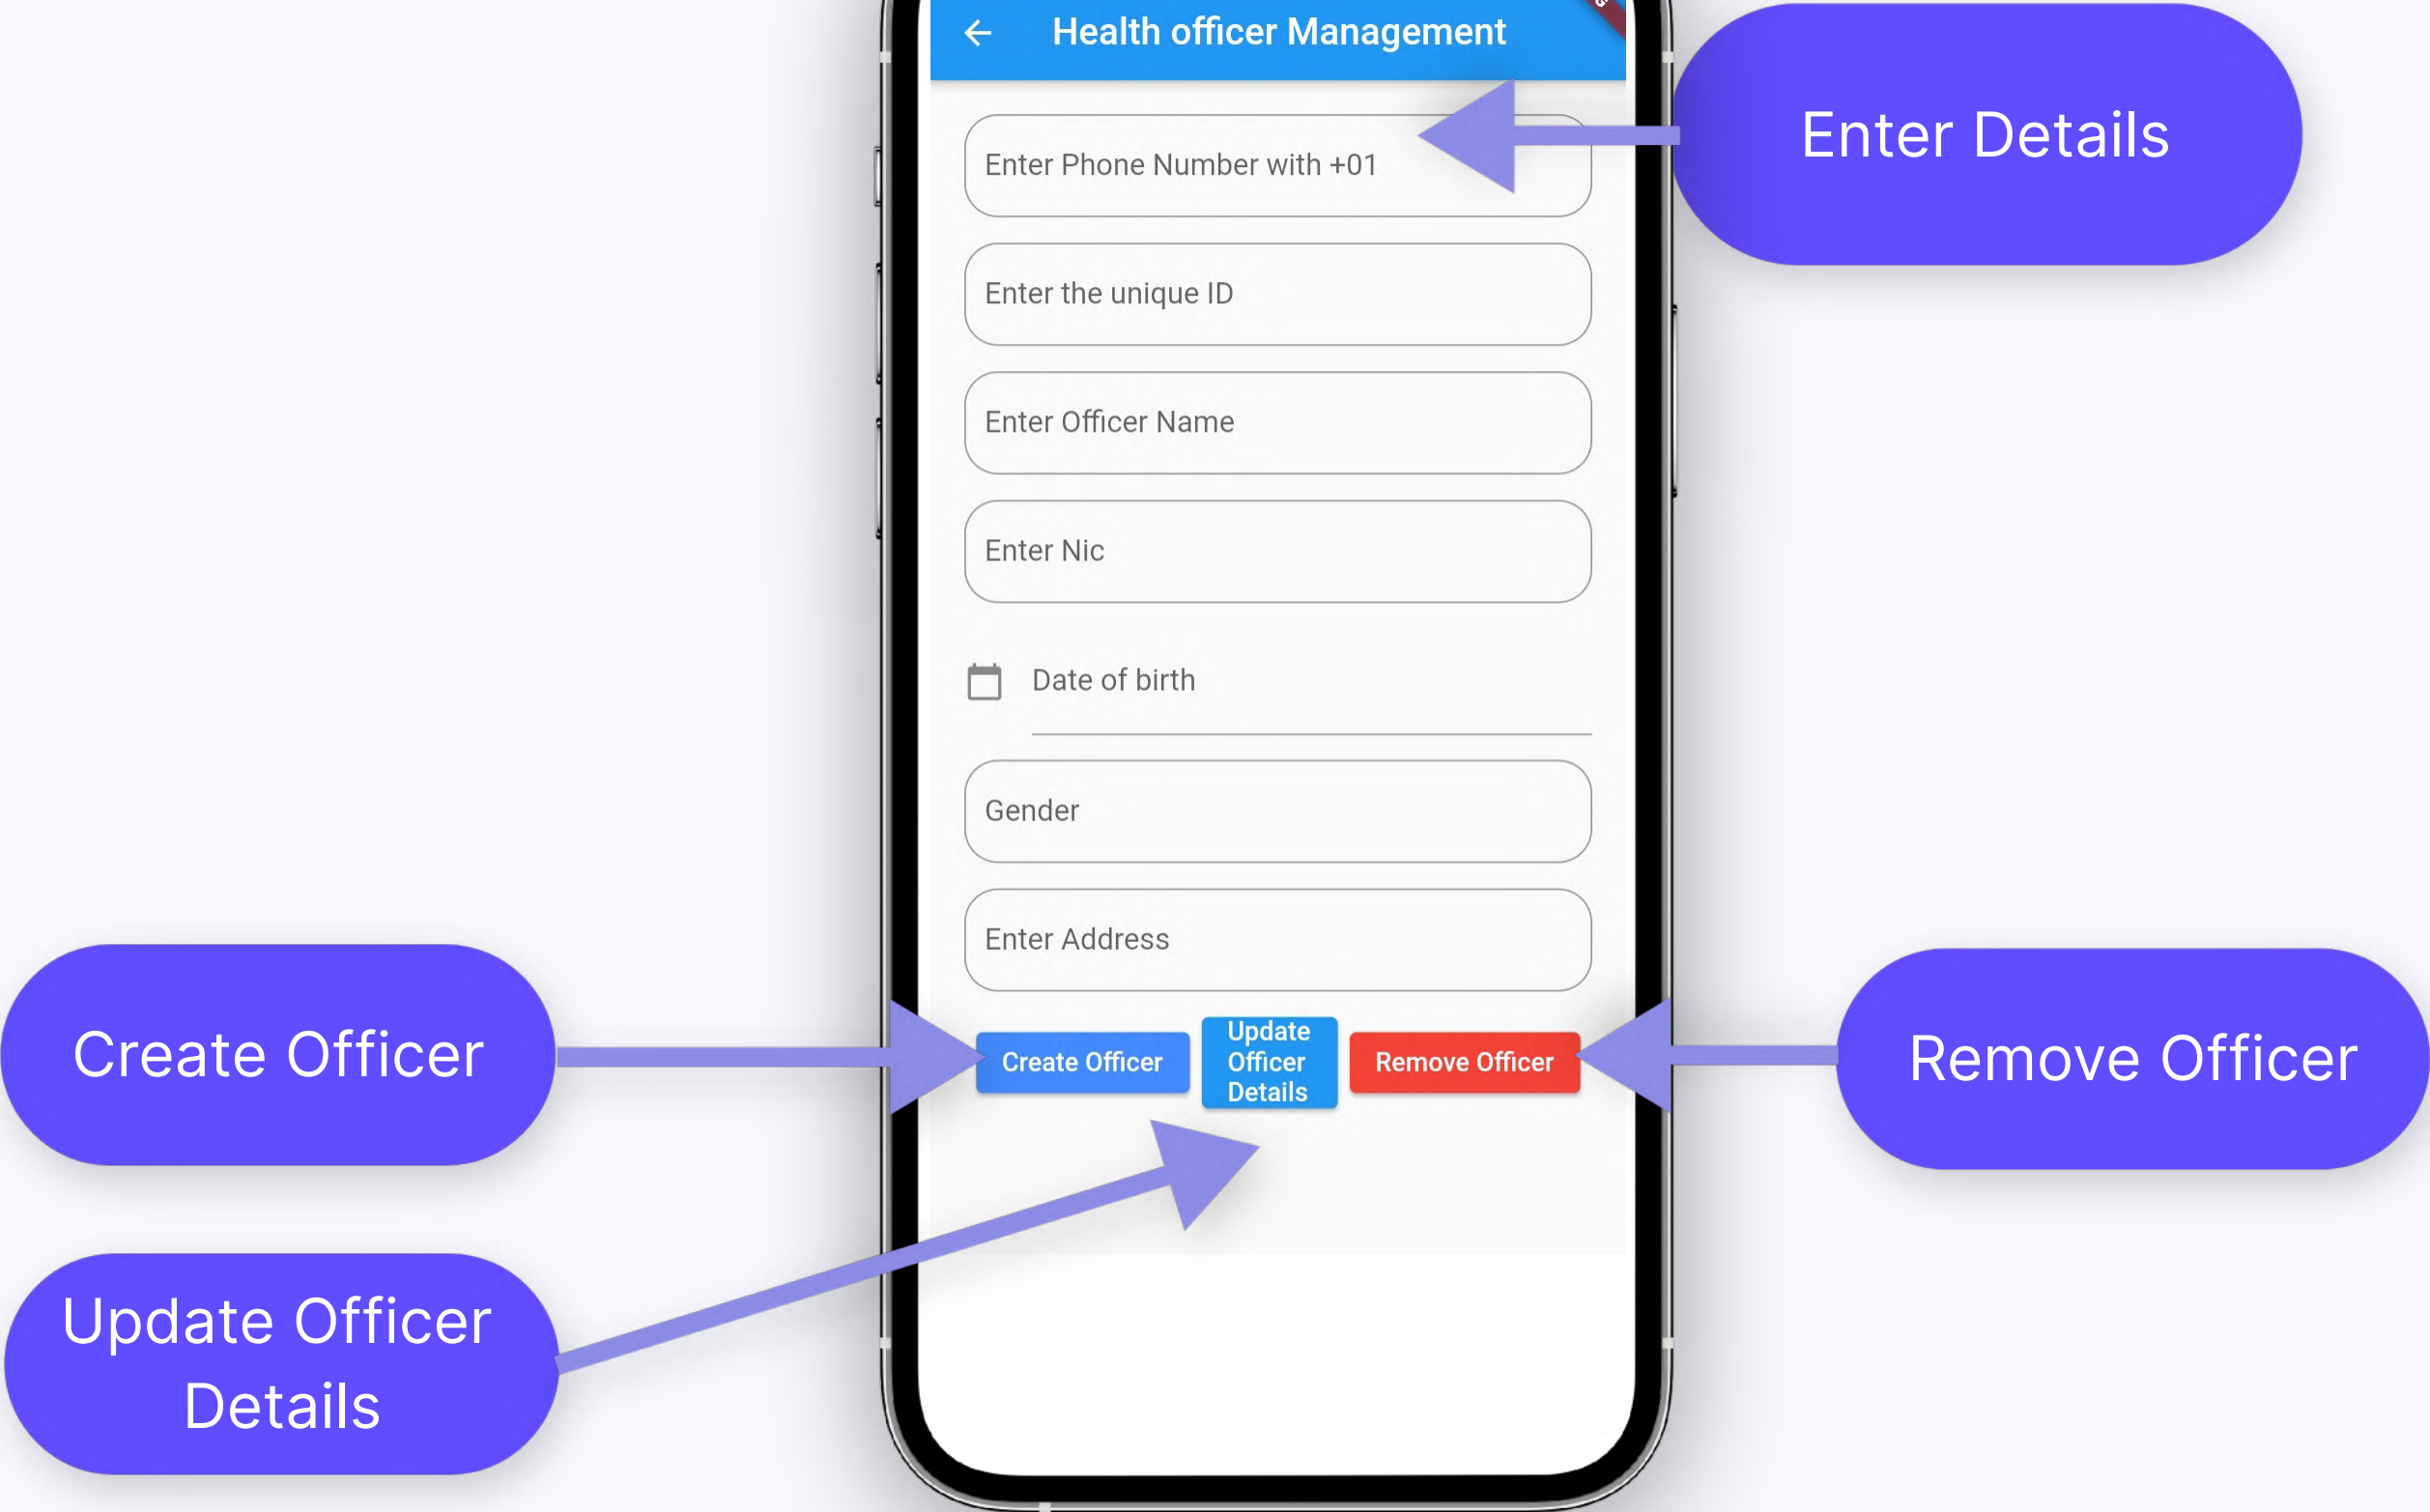 Health officer Management
Enter Details
Enter Phone Number with +01
Enter the unique ID
Enter Officer Name
Enter Nic
Date of birth
Gender
Enter Address
Create Officer
Create Officer
Update
Officer
Details
Remove Officer
Remove Officer
Update Officer
Details